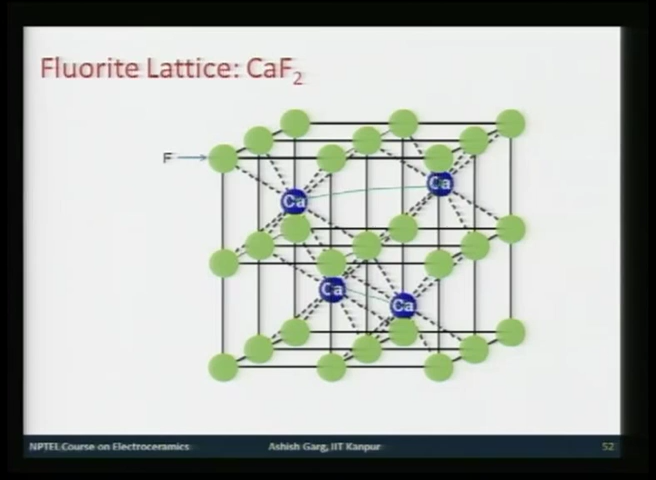 Fluorite Lattice: CaF2
F
Ca
Ca
Ca
Ca
NPTEL Course on Electroceramics
Ashish Garg, IIT Kanpur
52